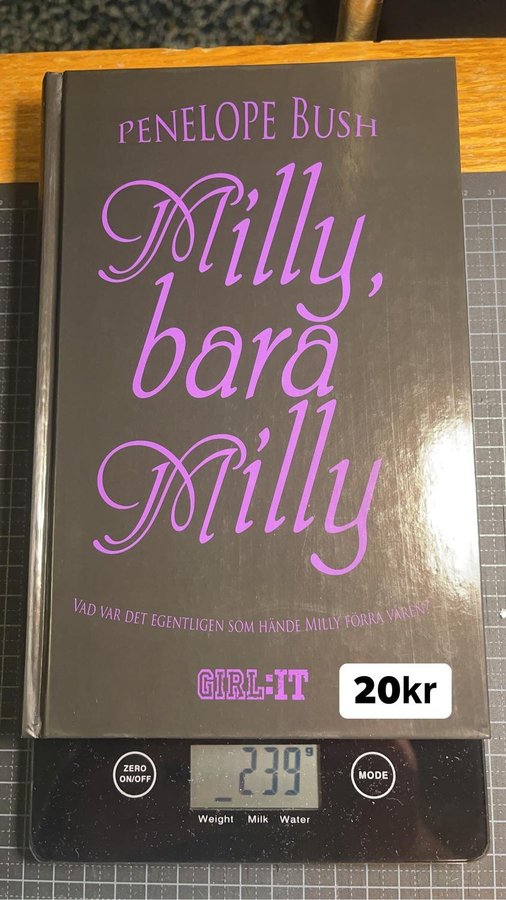 PENELOPE BUSH
Milly,
bara
Milly
VAD VAR DET EGENTLIGEN SOM HÄNDE MILLY FÖRRA VÅREN?
GIRL:IT
20kr
ZERO
ON/OFF
_239g
MODE
Weight Milk Water